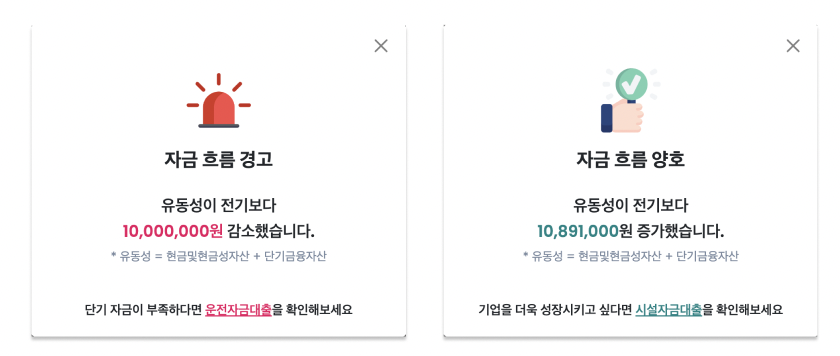 자금 흐름 경고
유동성이 전기보다
10,000,000원 감소했습니다.
* 유동성 = 현금및현금성자산 + 단기금융자산
단기 자금이 부족하다면 운전자금대출을 확인해보세요
자금 흐름 양호
유동성이 전기보다
10,891,000원 증가했습니다.
* 유동성 = 현금및현금성자산 + 단기금융자산
기업을 더욱 성장시키고 싶다면 시설자금대출을 확인해보세요